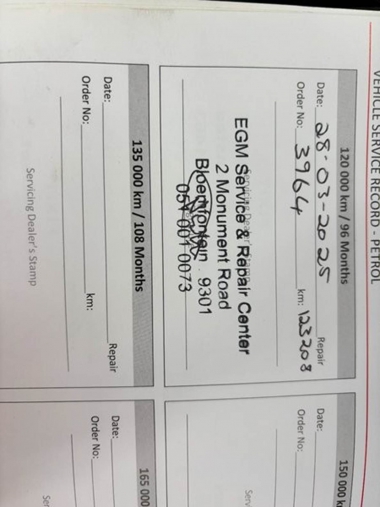 VEHICLE SERVICE RECORD - PETROL
120 000 km / 96 Months
Date: 28-03-2025 Repair
Order No: 3964 km: 123208
EGM Service & Repair Center
2 Monument Road
Bloemfontein . 9301
051 001 0073
135 000 km / 108 Months
Date: Repair
Order No: km:
Servicing Dealer's Stamp
150 000
Date:
Order No:
165 000
Date:
Order No: